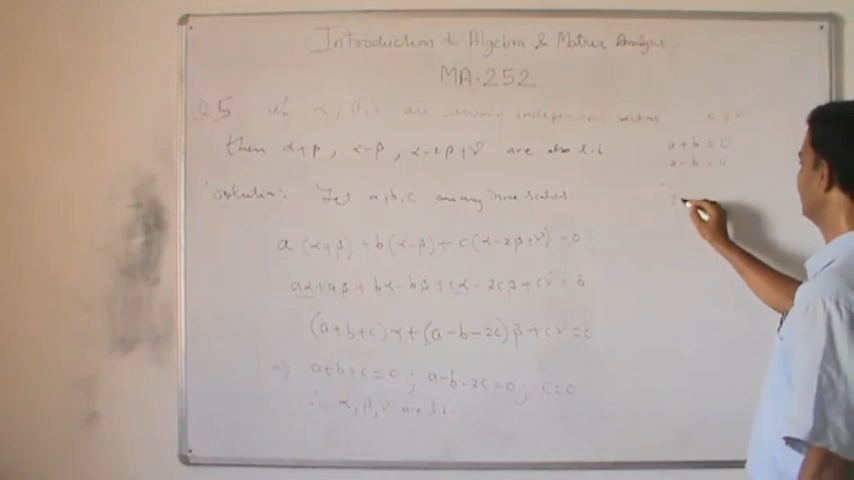 Introduction to Algebra & Matrix Analysis
MA-252
Q5 If α, β, γ are linearly independent vectors
then α+β, α-β, α-2β+γ are also l.i.
Solution:- Let a, b, c are any three scalars
a(α+β)+b(α-β)+c(α-2β+γ)=0
aα+aβ+bα-bβ+cα-2cβ+cγ=0
(a+b+c)α+(a-b-2c)β+cγ=0
⇒ a+b+c=0; a-b-2c=0; c=0
∴ α, β, γ are l.i.
c=0
a+b=0
a-b=0
2